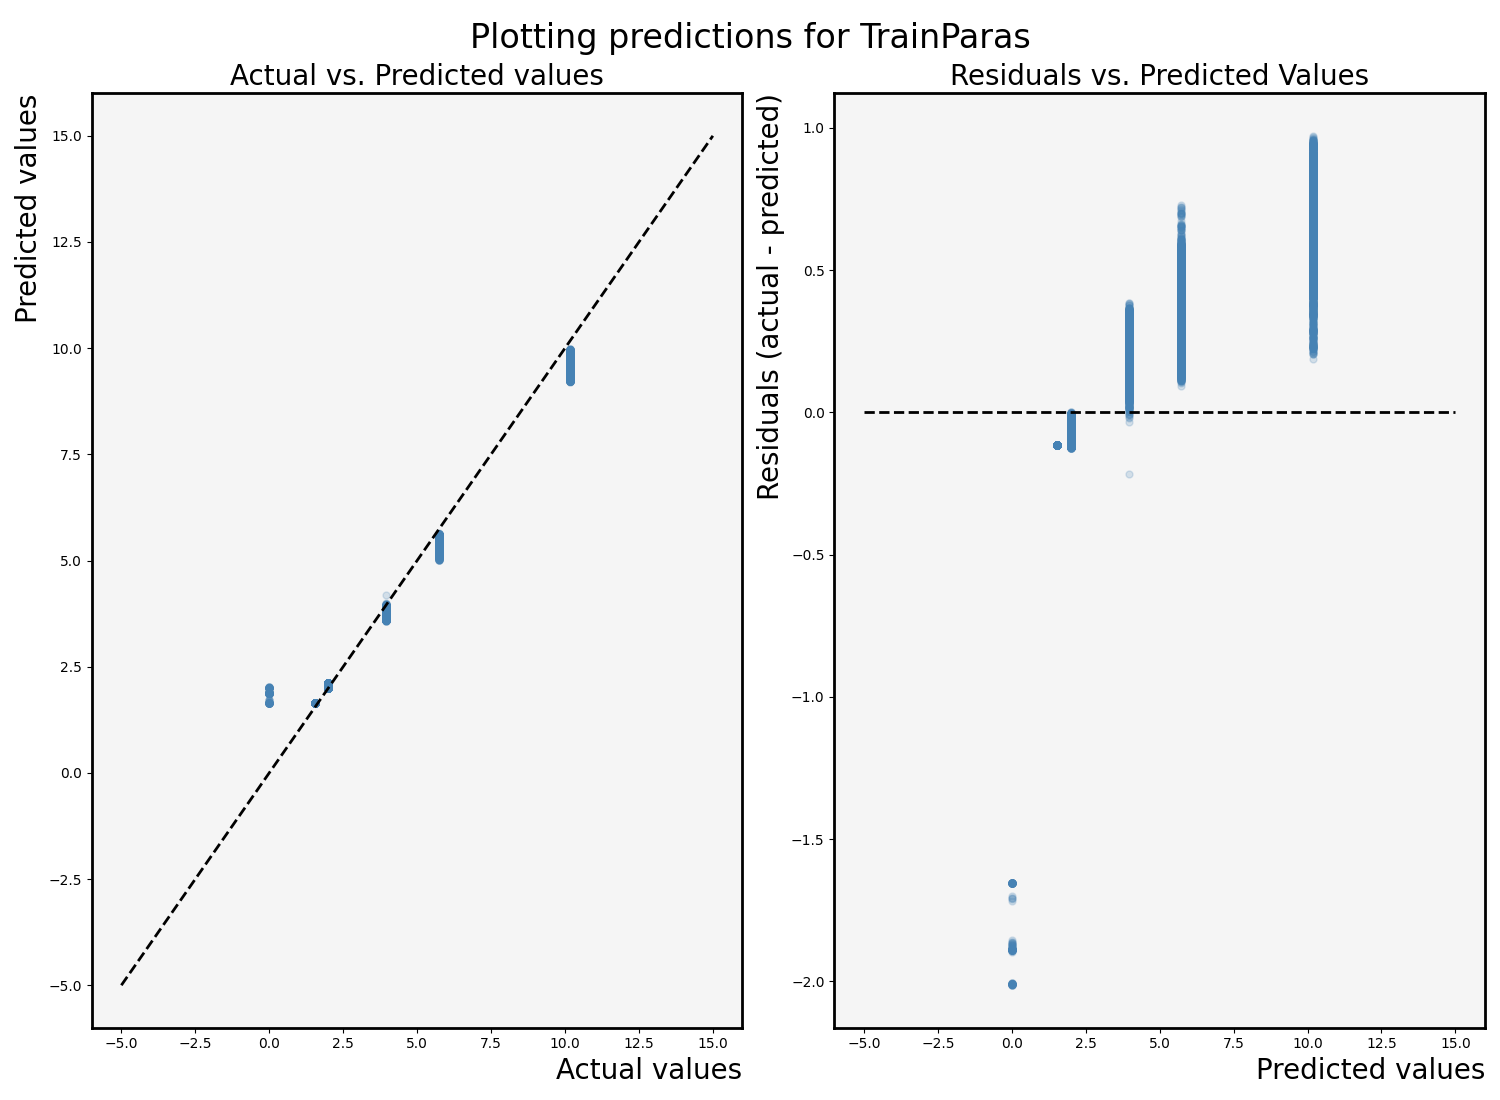 Plotting predictions for TrainParas
Actual vs. Predicted values
Predicted values
15.0
12.5
10.0
7.5
5.0
2.5
0.0
−2.5
−5.0
−5.0 −2.5 0.0 2.5 5.0 7.5 10.0 12.5 15.0
Actual values
Residuals vs. Predicted Values
Residuals (actual - predicted)
1.0
0.5
0.0
−0.5
−1.0
−1.5
−2.0
−5.0 −2.5 0.0 2.5 5.0 7.5 10.0 12.5 15.0
Predicted values